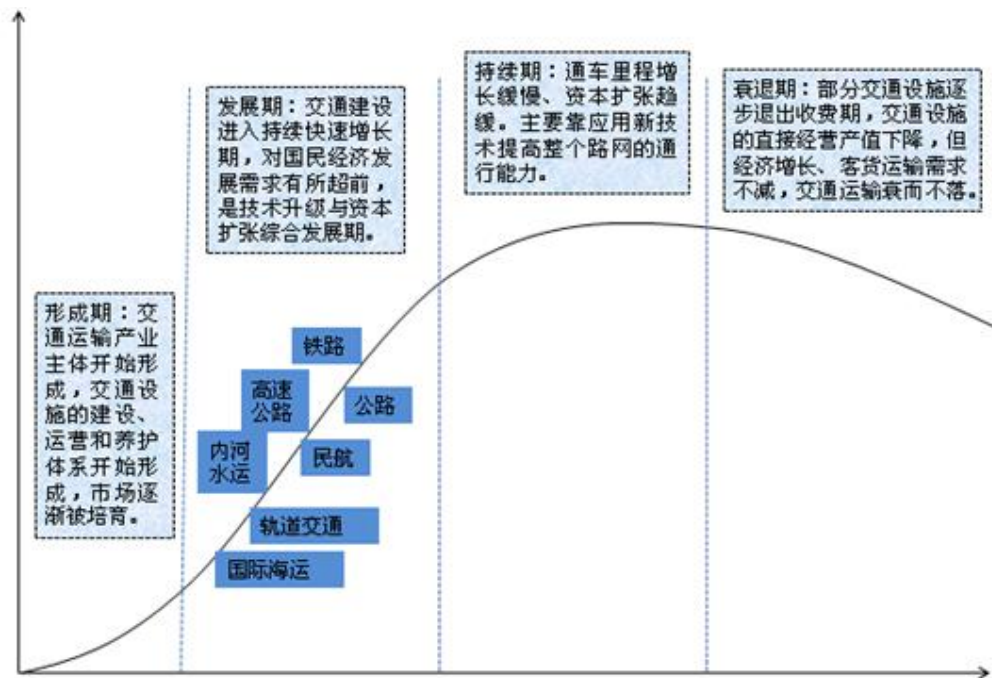 形成期：交
通运输产业
主体开始形
成，交通设
施的建设、
运营和养护
体系开始形
成，市场逐
渐被培育。
发展期：交通建设
进入持续快速增长
期，对国民经济发
展需求有所超前，
是技术升级与资本
扩张综合发展期。
持续期：通车里程增
长缓慢、资本扩张趋
缓。主要靠应用新技
术提高整个路网的通
行能力。
衰退期：部分交通设施逐
步退出收费期，交通设施
的直接经营产值下降，但
经济增长、客货运输需求
不减，交通运输衰而不落。
铁路
高速
公路
公路
内河
水运
民航
轨道交通
国际海运